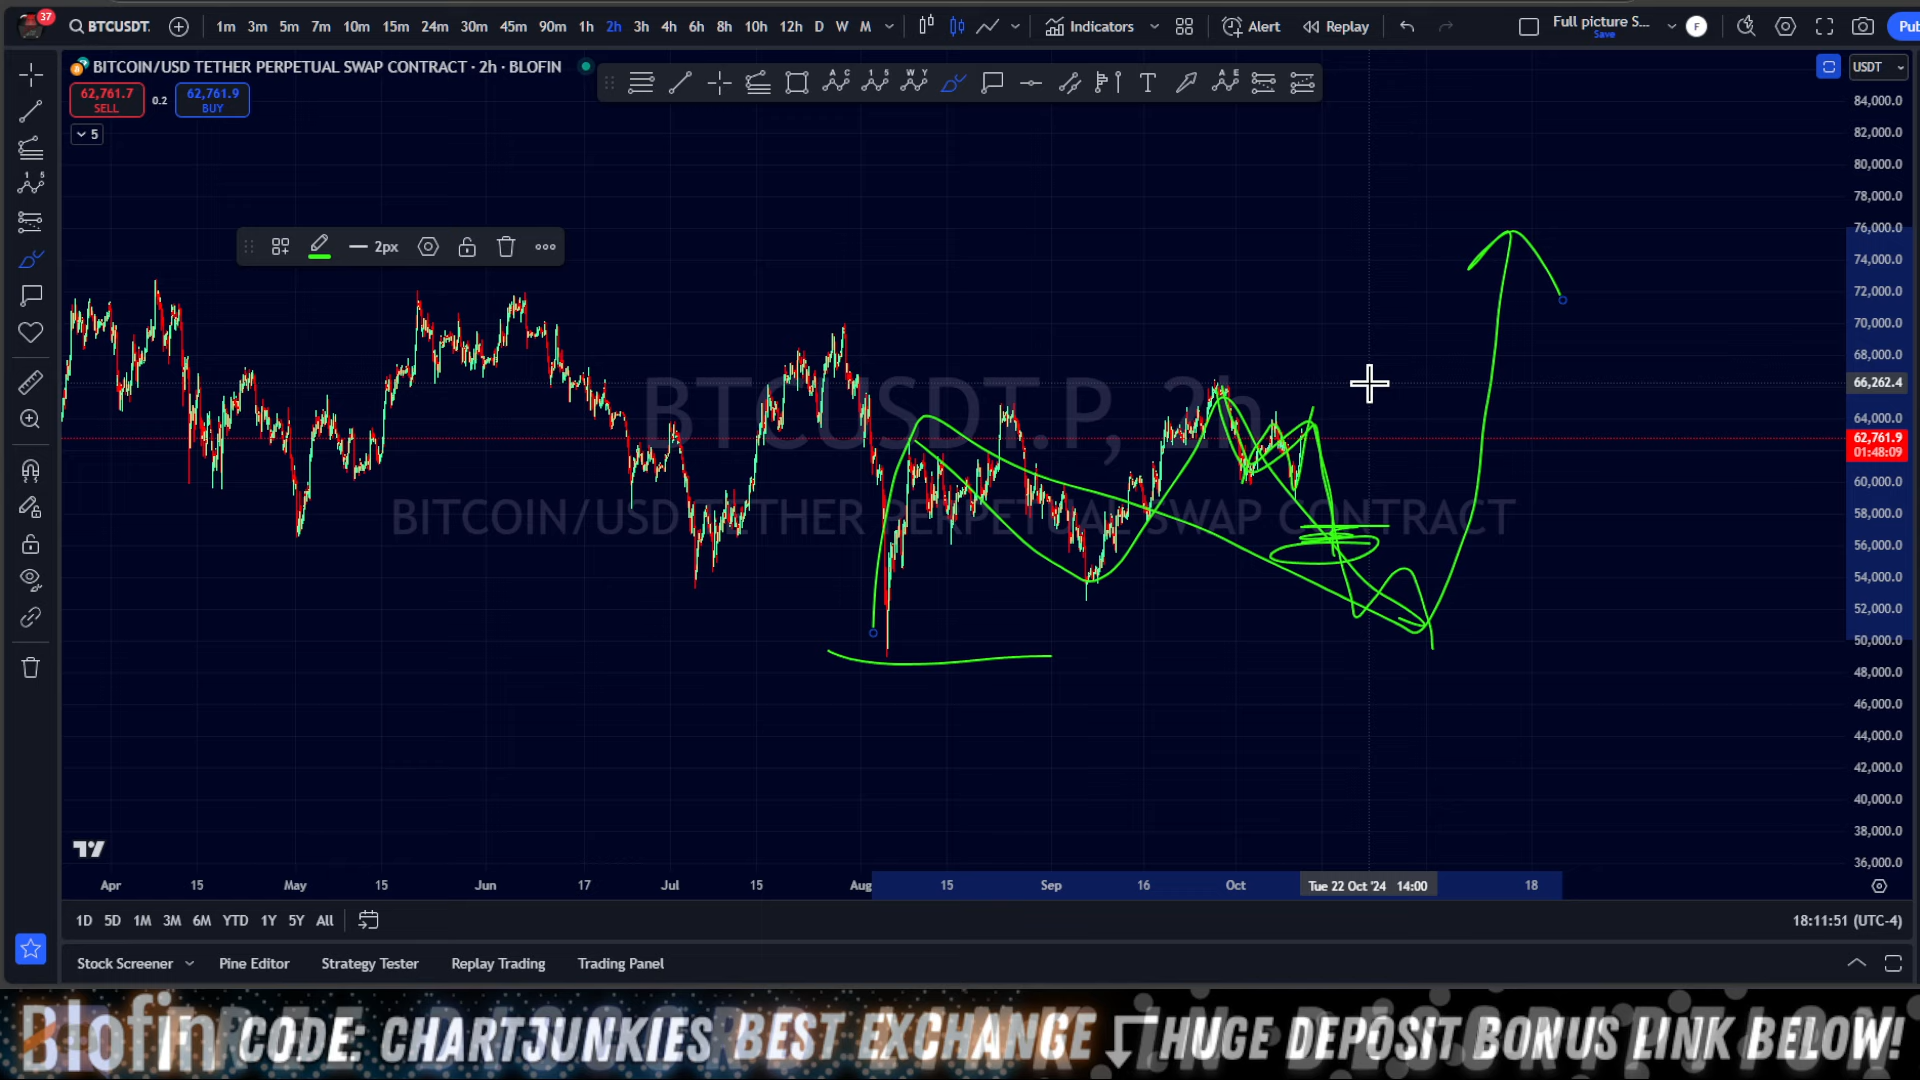 37
BTCUSDT.
1m 3m 5m 7m 10m 15m 24m 30m 45m 90m 1h 2h 3h 4h 6h 8h 10h 12h D W M
Indicators
Alert
Replay
Full picture S...
Save
F
Pub
BITCOIN/USD TETHER PERPETUAL SWAP CONTRACT · 2h · BLOFIN
USDT
62,761.7
SELL
0.2
62,761.9
BUY
5
2px
BTCUSDT.P, 2h
BITCOIN/USD TETHER PERPETUAL SWAP CONTRACT
84,000.0
82,000.0
80,000.0
78,000.0
76,000.0
74,000.0
72,000.0
70,000.0
68,000.0
66,262.4
64,000.0
62,761.9
01:48:09
60,000.0
58,000.0
56,000.0
54,000.0
52,000.0
50,000.0
48,000.0
46,000.0
44,000.0
42,000.0
40,000.0
38,000.0
36,000.0
Apr 15 May 15 Jun 17 Jul 15 Aug 15 Sep 16 Oct Tue 22 Oct '24 14:00 18
1D 5D 1M 3M 6M YTD 1Y 5Y All
18:11:51 (UTC-4)
Stock Screener Pine Editor Strategy Tester Replay Trading Trading Panel
Blofin CODE: CHARTJUNKIES BEST EXCHANGE HUGE DEPOSIT BONUS LINK BELOW!